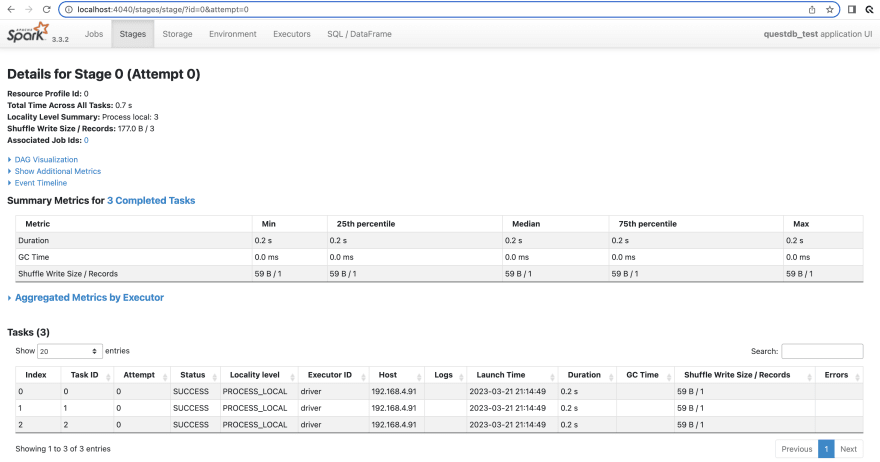 localhost:4040/stages/stage/?id=0&attempt=0
APACHE
Spark 3.3.2 Jobs Stages Storage Environment Executors SQL / DataFrame questdb_test application UI
Details for Stage 0 (Attempt 0)
Resource Profile Id: 0
Total Time Across All Tasks: 0.7 s
Locality Level Summary: Process local: 3
Shuffle Write Size / Records: 177.0 B / 3
Associated Job Ids: 0
DAG Visualization
Show Additional Metrics
Event Timeline
Summary Metrics for 3 Completed Tasks
Metric Min 25th percentile Median 75th percentile Max
Duration 0.2 s 0.2 s 0.2 s 0.2 s 0.2 s
GC Time 0.0 ms 0.0 ms 0.0 ms 0.0 ms 0.0 ms
Shuffle Write Size / Records 59 B / 1 59 B / 1 59 B / 1 59 B / 1 59 B / 1
Aggregated Metrics by Executor
Tasks (3)
Show 20 entries Search:
Index Task ID Attempt Status Locality level Executor ID Host Logs Launch Time Duration GC Time Shuffle Write Size / Records Errors
0 0 0 SUCCESS PROCESS_LOCAL driver 192.168.4.91 2023-03-21 21:14:49 0.2 s 59 B / 1
1 1 0 SUCCESS PROCESS_LOCAL driver 192.168.4.91 2023-03-21 21:14:49 0.2 s 59 B / 1
2 2 0 SUCCESS PROCESS_LOCAL driver 192.168.4.91 2023-03-21 21:14:49 0.2 s 59 B / 1
Showing 1 to 3 of 3 entries Previous 1 Next